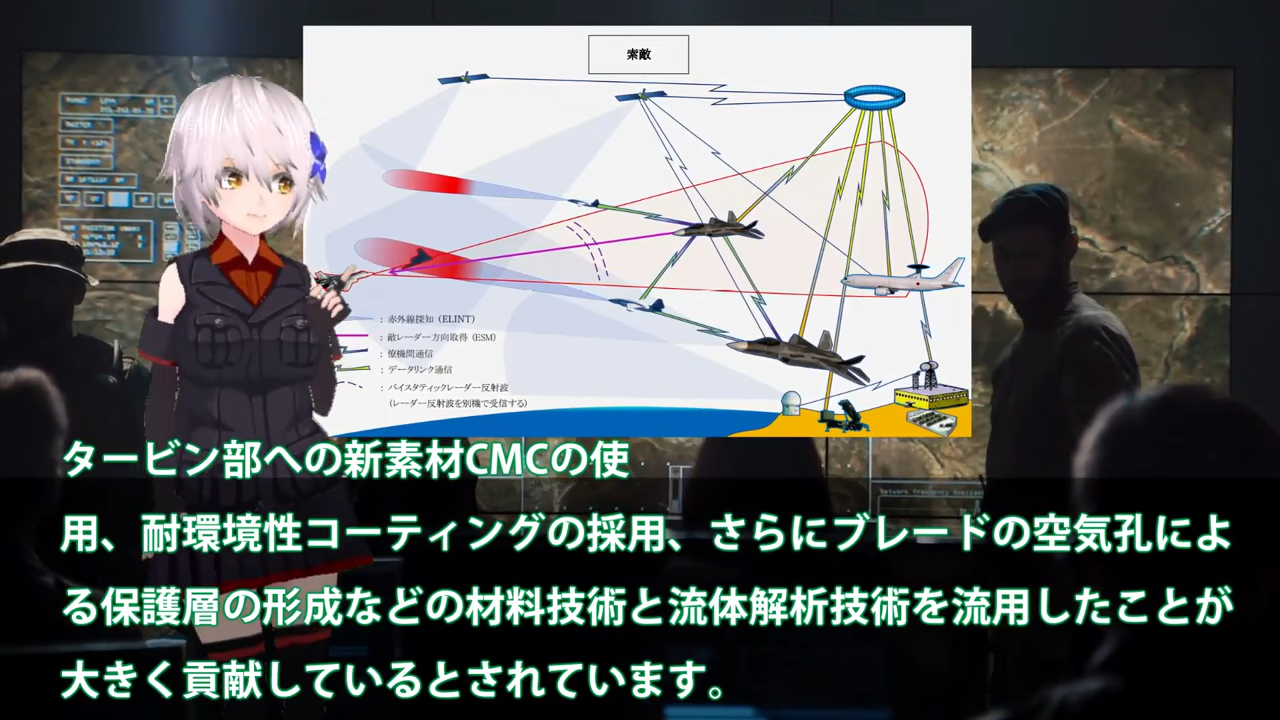 索敵
: 赤外線探知 (ELINT)
: 敵レーダー方向取得 (ESM)
: 僚機間通信
: データリンク通信
: バイスタティックレーダー反射波
(レーダー反射波を別機で受信する)
タービン部への新素材CMCの使
用、耐環境性コーティングの採用、さらにブレードの空気孔によ
る保護層の形成などの材料技術と流体解析技術を流用したことが
大きく貢献しているとされています。